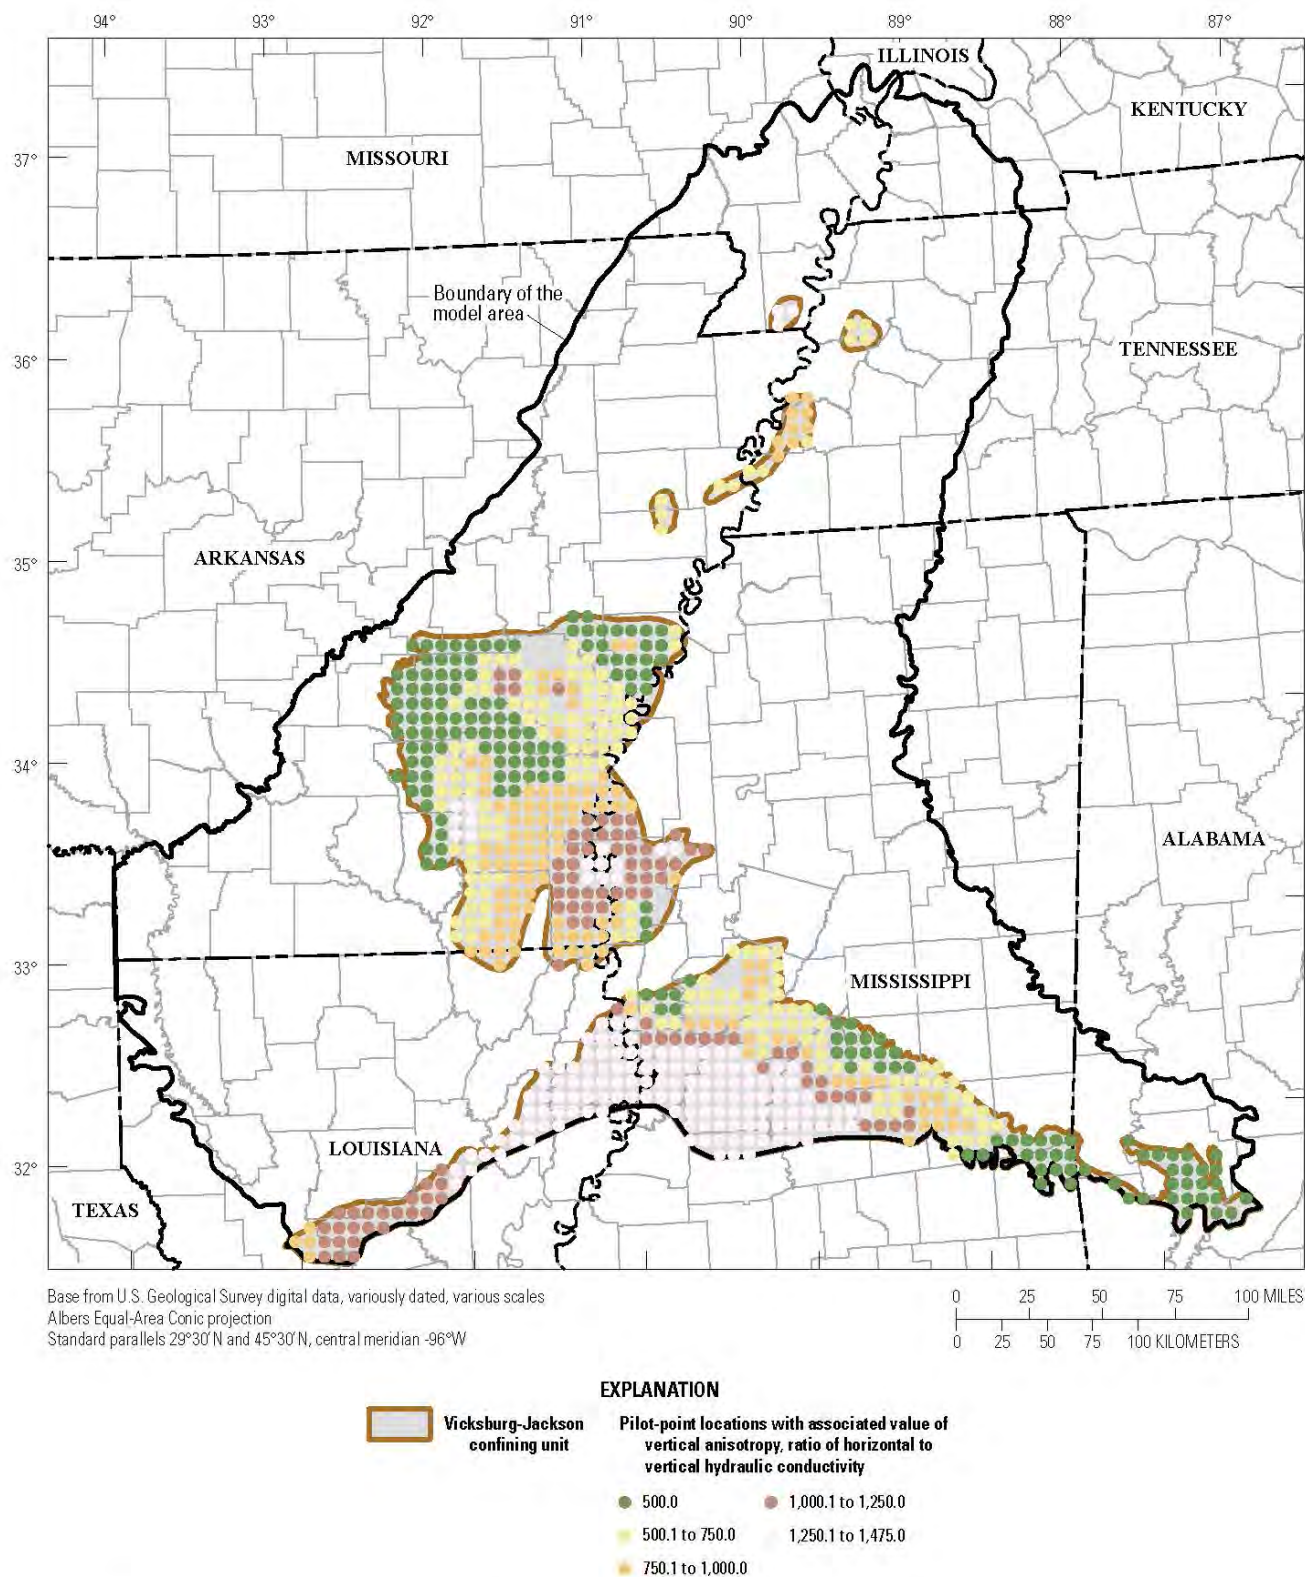 94° 93° 92° 91° 90° 89° 88° 87°
ILLINOIS
KENTUCKY
37°
MISSOURI
Boundary of the
model area
36°
TENNESSEE
ARKANSAS
35°
34°
ALABAMA
33°
MISSISSIPPI
LOUISIANA
32°
TEXAS
Base from U.S. Geological Survey digital data, variously dated, various scales
Albers Equal-Area Conic projection
Standard parallels 29°30'N and 45°30'N, central meridian -96°W
0 25 50 75 100 MILES
0 25 50 75 100 KILOMETERS
EXPLANATION
Vicksburg-Jackson
confining unit
Pilot-point locations with associated value of
vertical anisotropy, ratio of horizontal to
vertical hydraulic conductivity
500.0
500.1 to 750.0
750.1 to 1,000.0
1,000.1 to 1,250.0
1,250.1 to 1,475.0